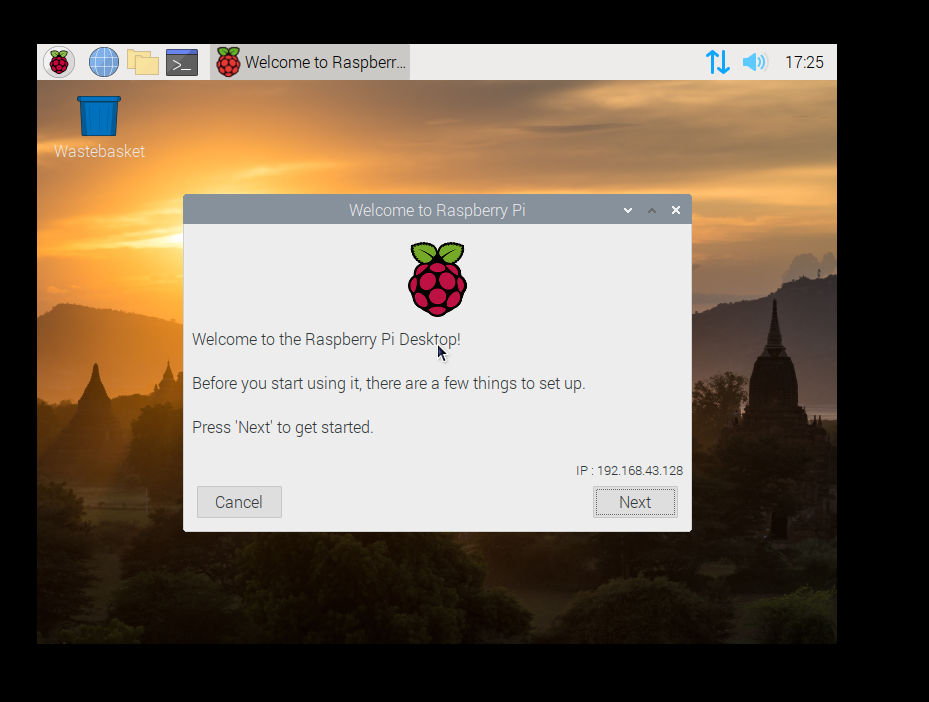 Welcome to Raspberr...
17:25
Wastebasket
Welcome to Raspberry Pi
Welcome to the Raspberry Pi Desktop!
Before you start using it, there are a few things to set up.
Press 'Next' to get started.
IP : 192.168.43.128
Cancel
Next